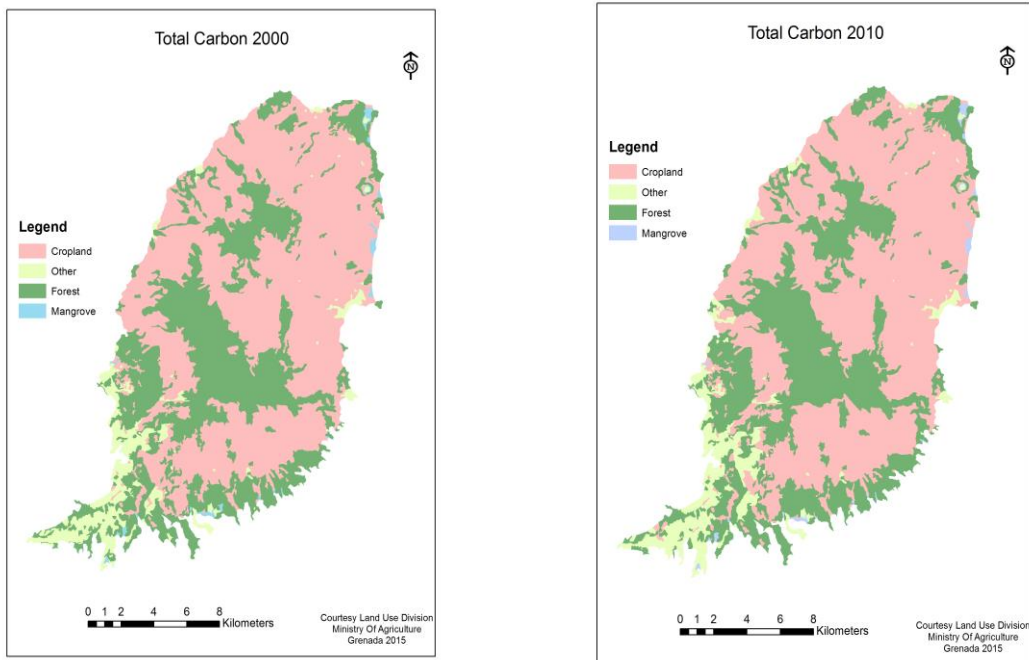 Total Carbon 2000
N
Legend
Cropland
Other
Forest
Mangrove
0 1 2 4 6 8
Kilometers
Courtesy Land Use Division
Ministry Of Agriculture
Grenada 2015
Total Carbon 2010
N
Legend
Cropland
Other
Forest
Mangrove
0 1 2 4 6 8
Kilometers
Courtesy Land Use Division
Ministry Of Agriculture
Grenada 2015